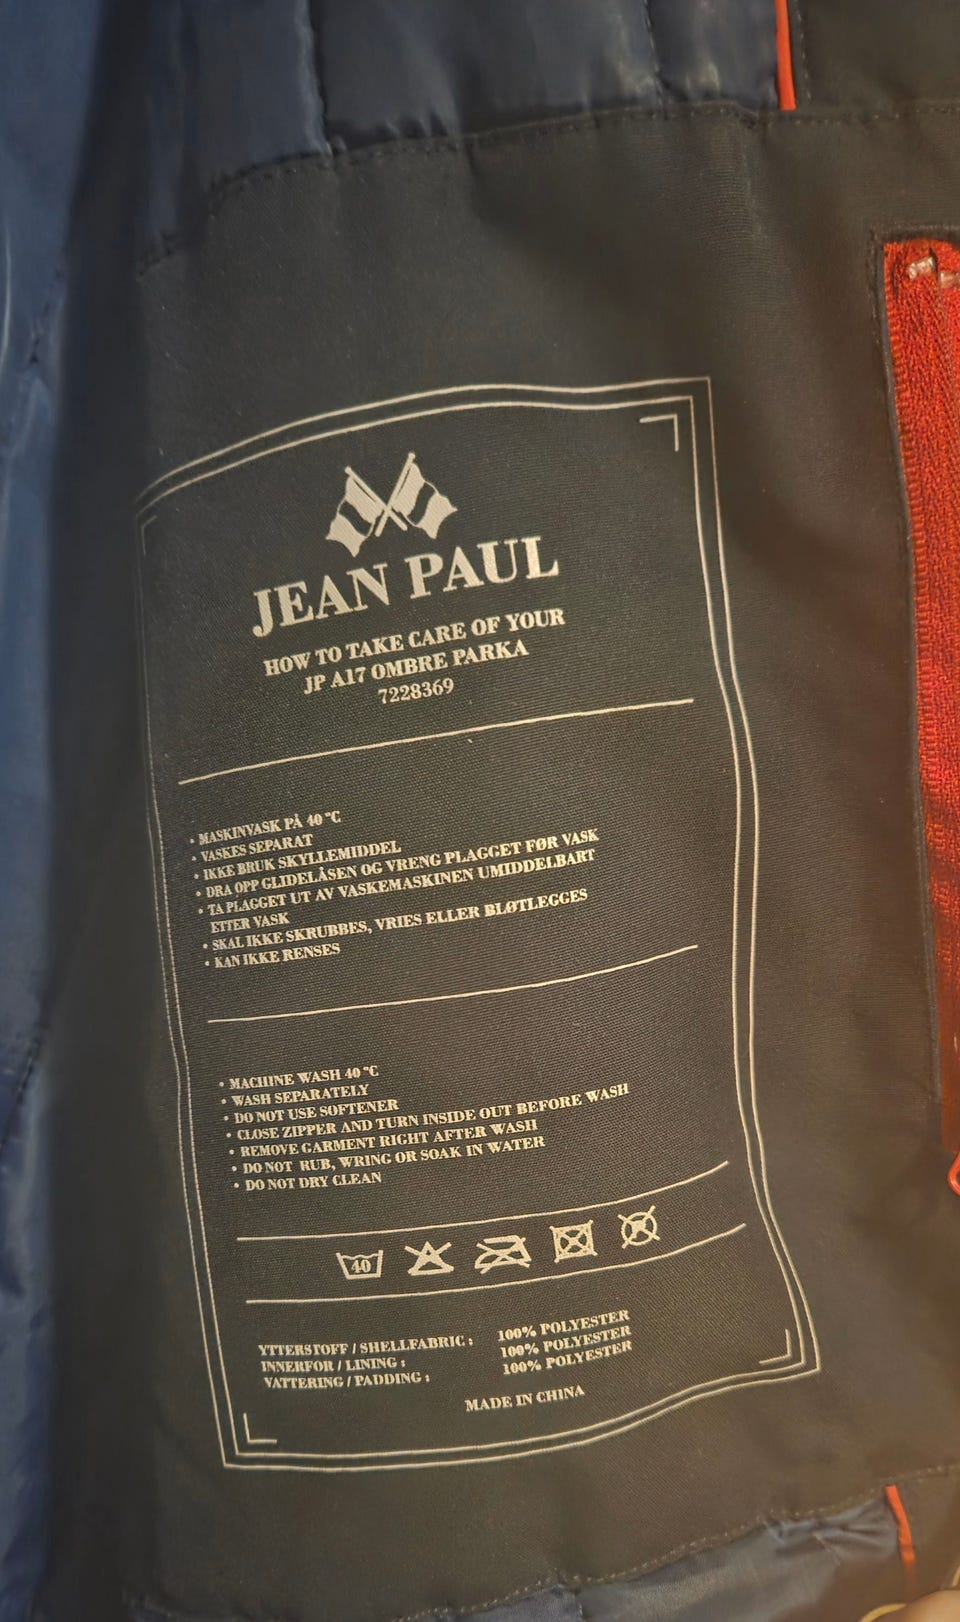 JEAN PAUL
HOW TO TAKE CARE OF YOUR
JP A17 OMBRE PARKA
7228369
• MASKINVASK PÅ 40 °C
• VASKES SEPARAT
• IKKE BRUK SKYLLEMIDDEL
• DRA OPP GLIDELÅSEN OG VRENG PLAGGET FØR VASK
• TA PLAGGET UT AV VASKEMASKINEN UMIDDELBART
ETTER VASK
• SKAL IKKE SKRUBBES, VRIES ELLER BLØTLEGGES
• KAN IKKE RENSES
• MACHINE WASH 40 °C
• WASH SEPARATELY
• DO NOT USE SOFTENER
• CLOSE ZIPPER AND TURN INSIDE OUT BEFORE WASH
• REMOVE GARMENT RIGHT AFTER WASH
• DO NOT RUB, WRING OR SOAK IN WATER
• DO NOT DRY CLEAN
40
YTTERSTOFF / SHELLFABRIC : 100% POLYESTER
INNERFOR / LINING : 100% POLYESTER
VATTERING / PADDING : 100% POLYESTER
MADE IN CHINA